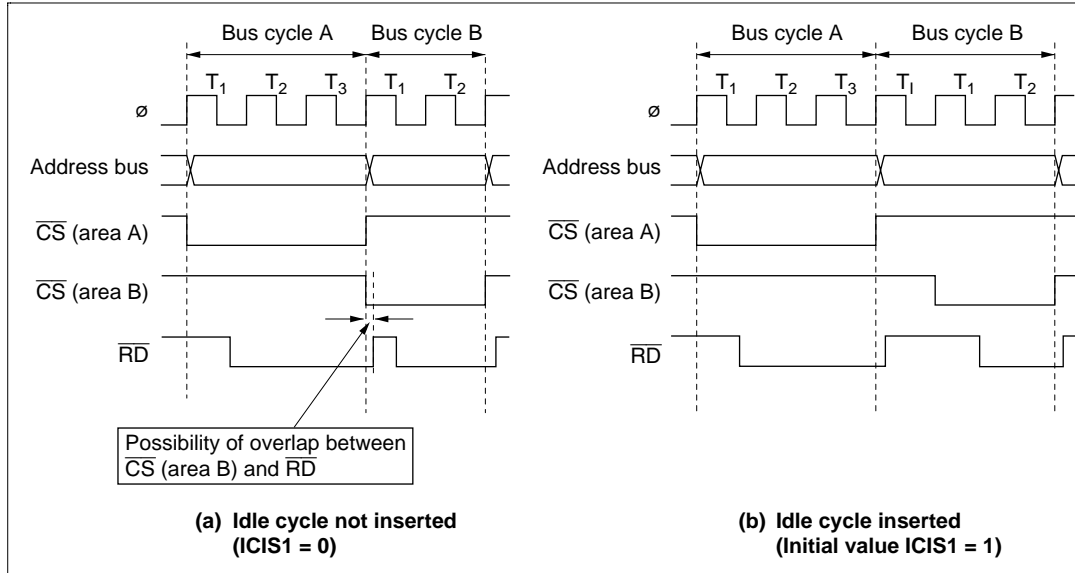 Bus cycle A Bus cycle B
T1 T2 T3 T1 T2
ø
Address bus
CS (area A)
CS (area B)
RD
Possibility of overlap between
CS (area B) and RD
(a) Idle cycle not inserted
(ICIS1 = 0)
Bus cycle A Bus cycle B
T1 T2 T3 TI T1 T2
ø
Address bus
CS (area A)
CS (area B)
RD
(b) Idle cycle inserted
(Initial value ICIS1 = 1)